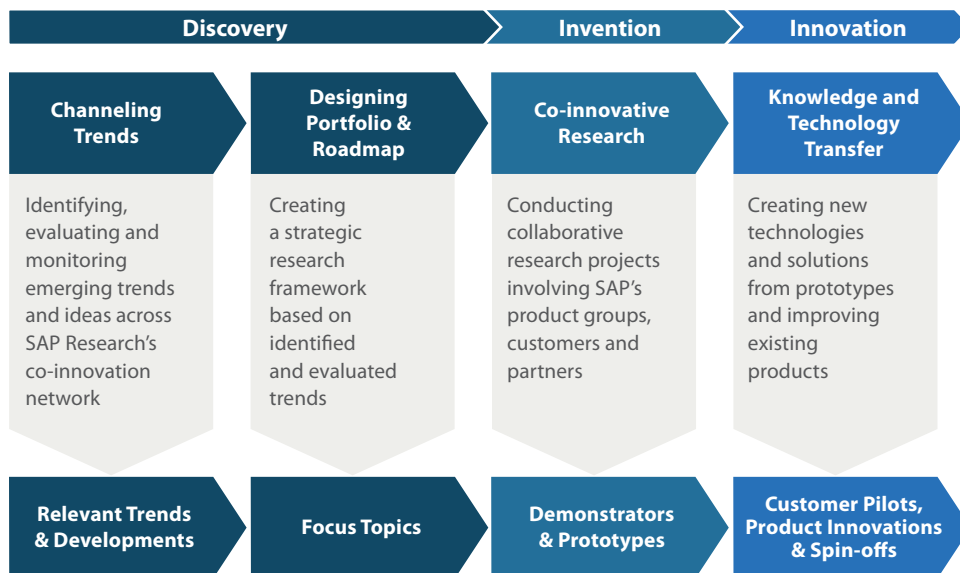 Discovery
Invention
Innovation
Channeling
Trends
Designing
Portfolio &
Roadmap
Co-innovative
Research
Knowledge and
Technology
Transfer
Identifying,
evaluating and
monitoring
emerging trends
and ideas across
SAP Research's
co-innovation
network
Creating
a strategic
research
framework
based on
identified
and evaluated
trends
Conducting
collaborative
research projects
involving SAP's
product groups,
customers and
partners
Creating new
technologies
and solutions
from prototypes
and improving
existing
products
Relevant Trends
& Developments
Focus Topics
Demonstrators
& Prototypes
Customer Pilots,
Product Innovations
& Spin-offs